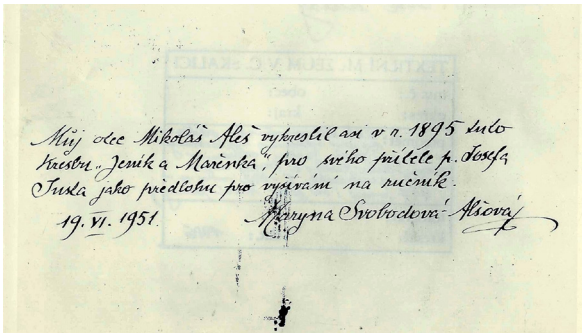 Můj otec Mikoláš Aleš vykreslil asi v r. 1895 tuto
kresbu „Jeník a Mařenka", pro svého přítele p. Josefa
Justa jako předlohu pro vyšívání na ručník.
19. VI. 1951. Maryna Svobodová-Alšová